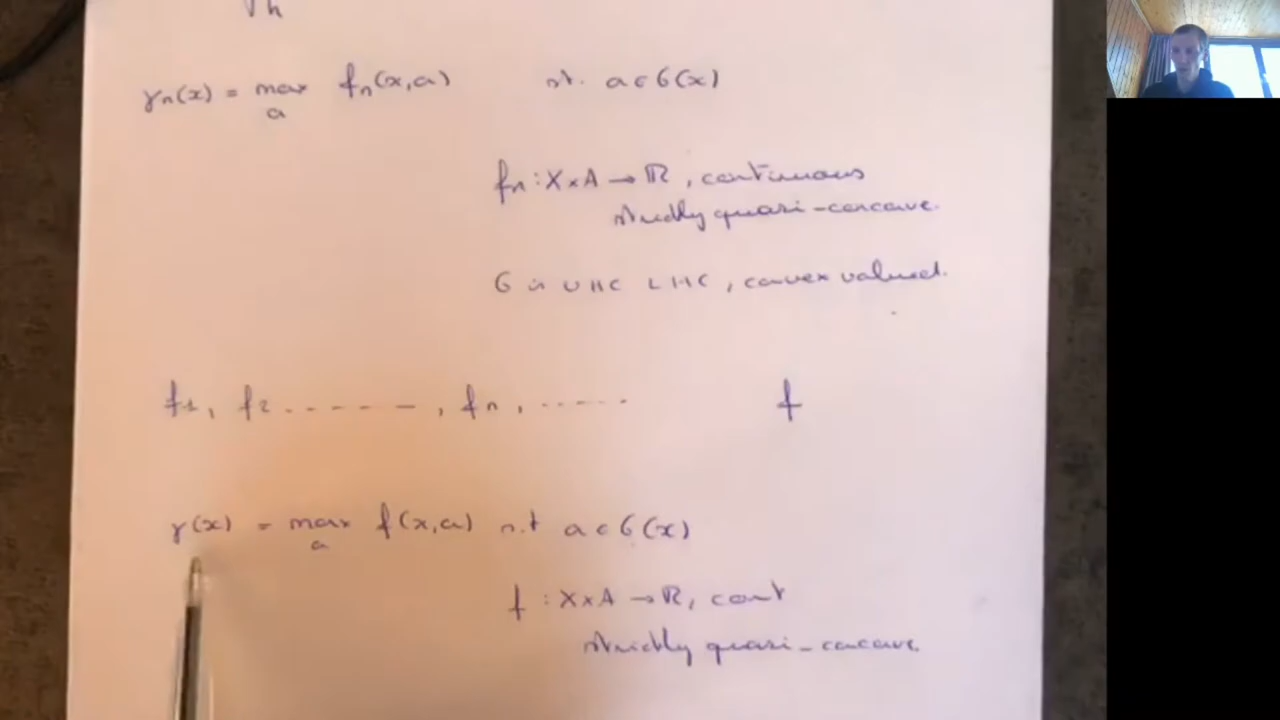 √h
γn(x) = max fn(x,a) st. a∈G(x)
a
fn : X×A → ℝ , continuous
strictly quasi-concave.
G is UHC LHC , convex valued.
f1, f2 . - - - - - , fn , . . . . . f
γ(x) = max f(x,a) s.t a∈G(x)
a
f : X×A → ℝ, cont
strictly quasi-concave.